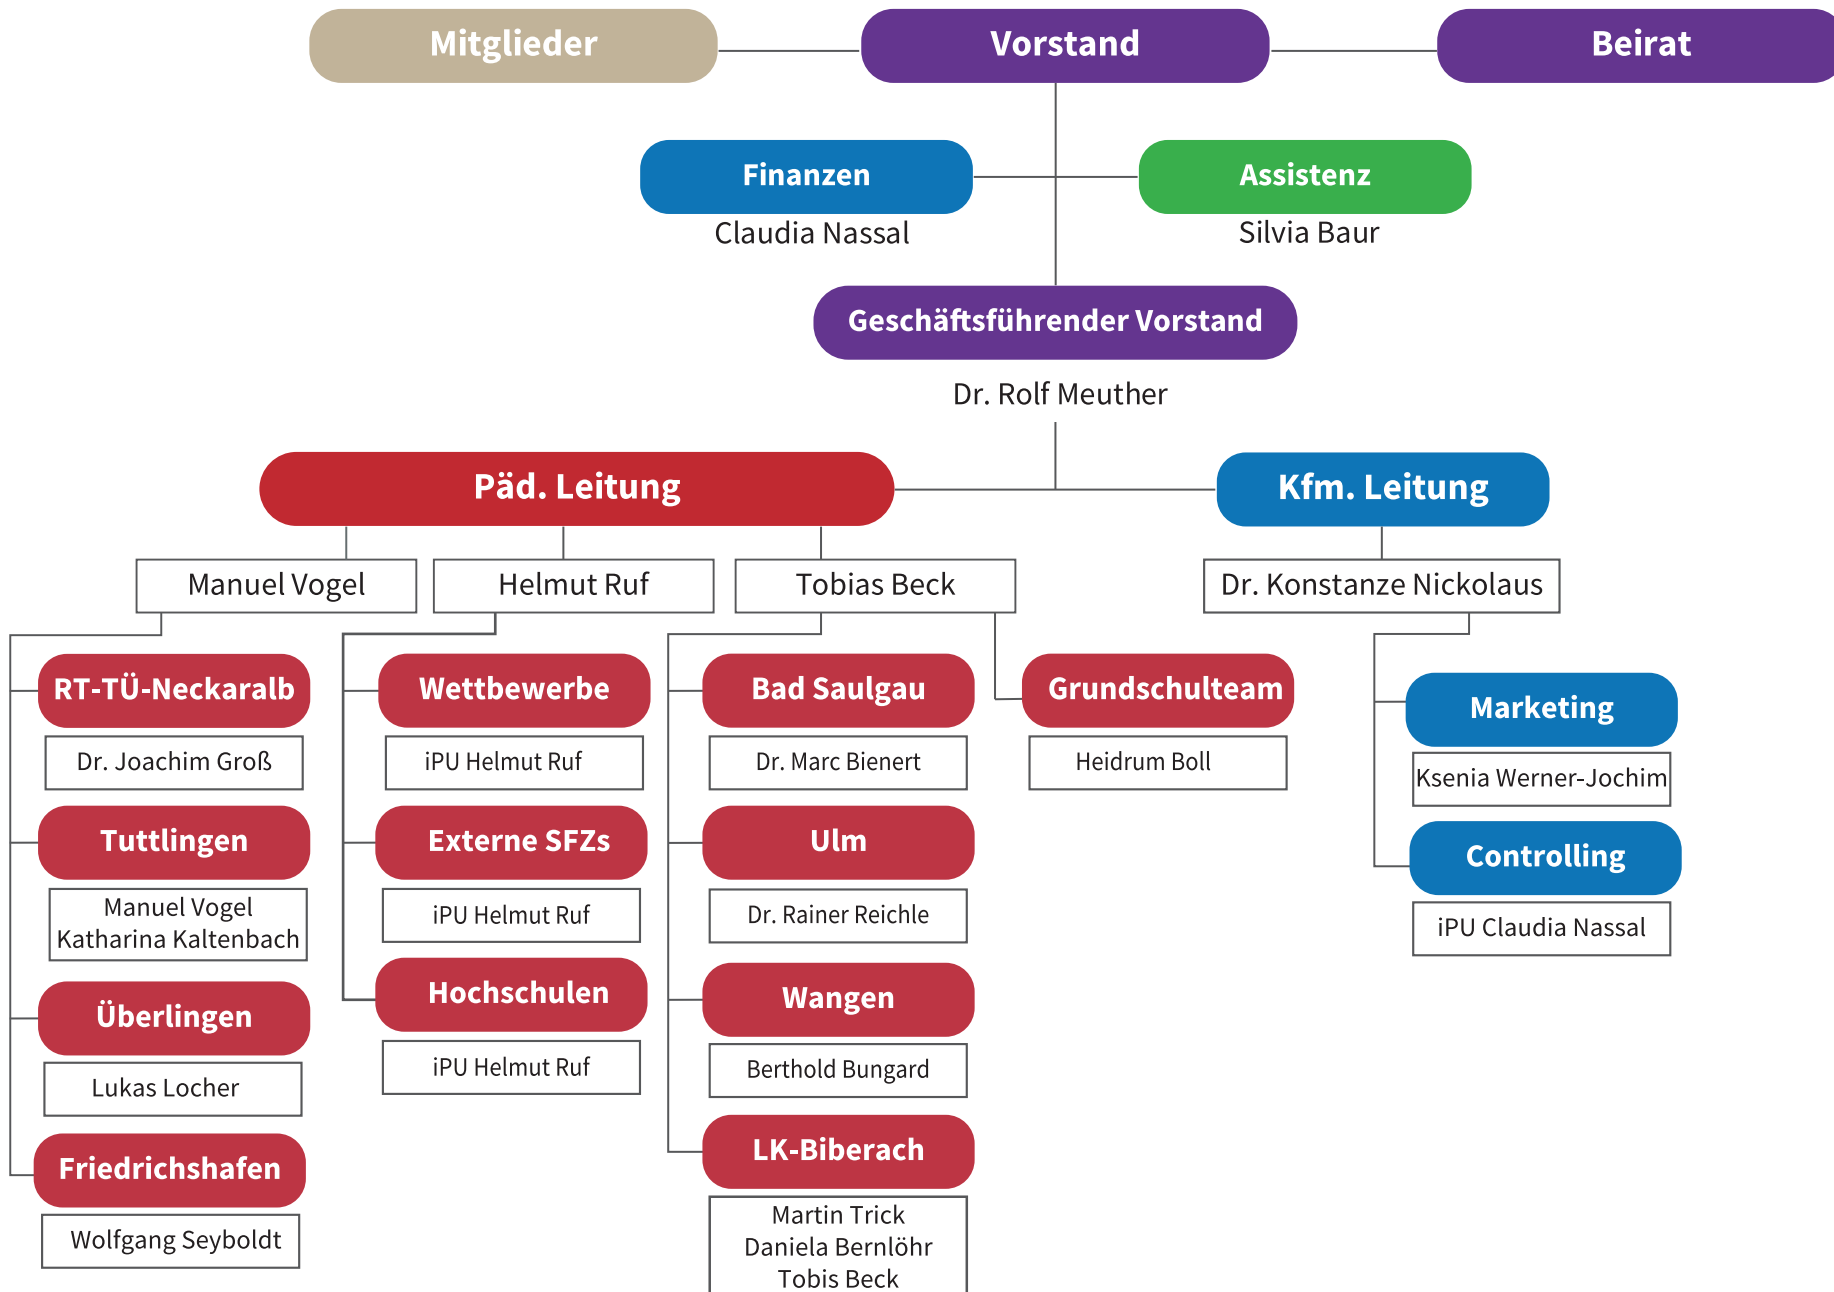 Mitglieder
Vorstand
Beirat
Finanzen
Assistenz
Claudia Nassal
Silvia Baur
Geschäftsführender Vorstand
Dr. Rolf Meuther
Päd. Leitung
Kfm. Leitung
Manuel Vogel
Helmut Ruf
Tobias Beck
Dr. Konstanze Nickolaus
RT-TÜ-Neckaralb
Dr. Joachim Groß
Tuttlingen
Manuel Vogel
Katharina Kaltenbach
Überlingen
Lukas Locher
Friedrichshafen
Wolfgang Seyboldt
Wettbewerbe
iPU Helmut Ruf
Externe SFZs
iPU Helmut Ruf
Hochschulen
iPU Helmut Ruf
Bad Saulgau
Dr. Marc Bienert
Ulm
Dr. Rainer Reichle
Wangen
Berthold Bungard
LK-Biberach
Martin Trick
Daniela Bernlöhr
Tobis Beck
Grundschulteam
Heidrum Boll
Marketing
Ksenia Werner-Jochim
Controlling
iPU Claudia Nassal